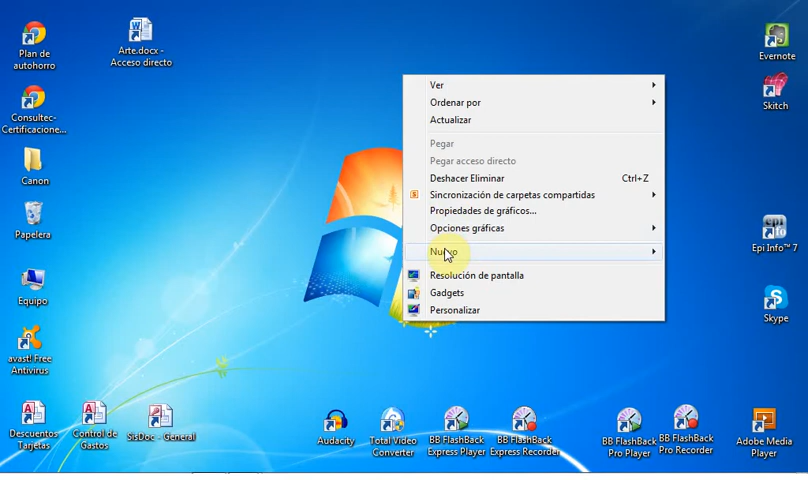 Plan de
autohorro
Arte.docx -
Acceso directo
Evernote
Consultec-
Certificacione...
Skitch
Canon
Papelera
Epi Info™ 7
epi
info
Equipo
Skype
avast! Free
Antivirus
Ver
Ordenar por
Actualizar
Pegar
Pegar acceso directo
Deshacer Eliminar Ctrl+Z
Sincronización de carpetas compartidas
Propiedades de gráficos...
Opciones gráficas
Nuevo
Resolución de pantalla
Gadgets
Personalizar
Descuentos
Tarjetas
Control de
Gastos
SisDoc - General
Audacity
Total Video
Converter
BB FlashBack
Express Player
BB FlashBack
Express Recorder
BB FlashBack
Pro Player
BB FlashBack
Pro Recorder
Adobe Media
Player